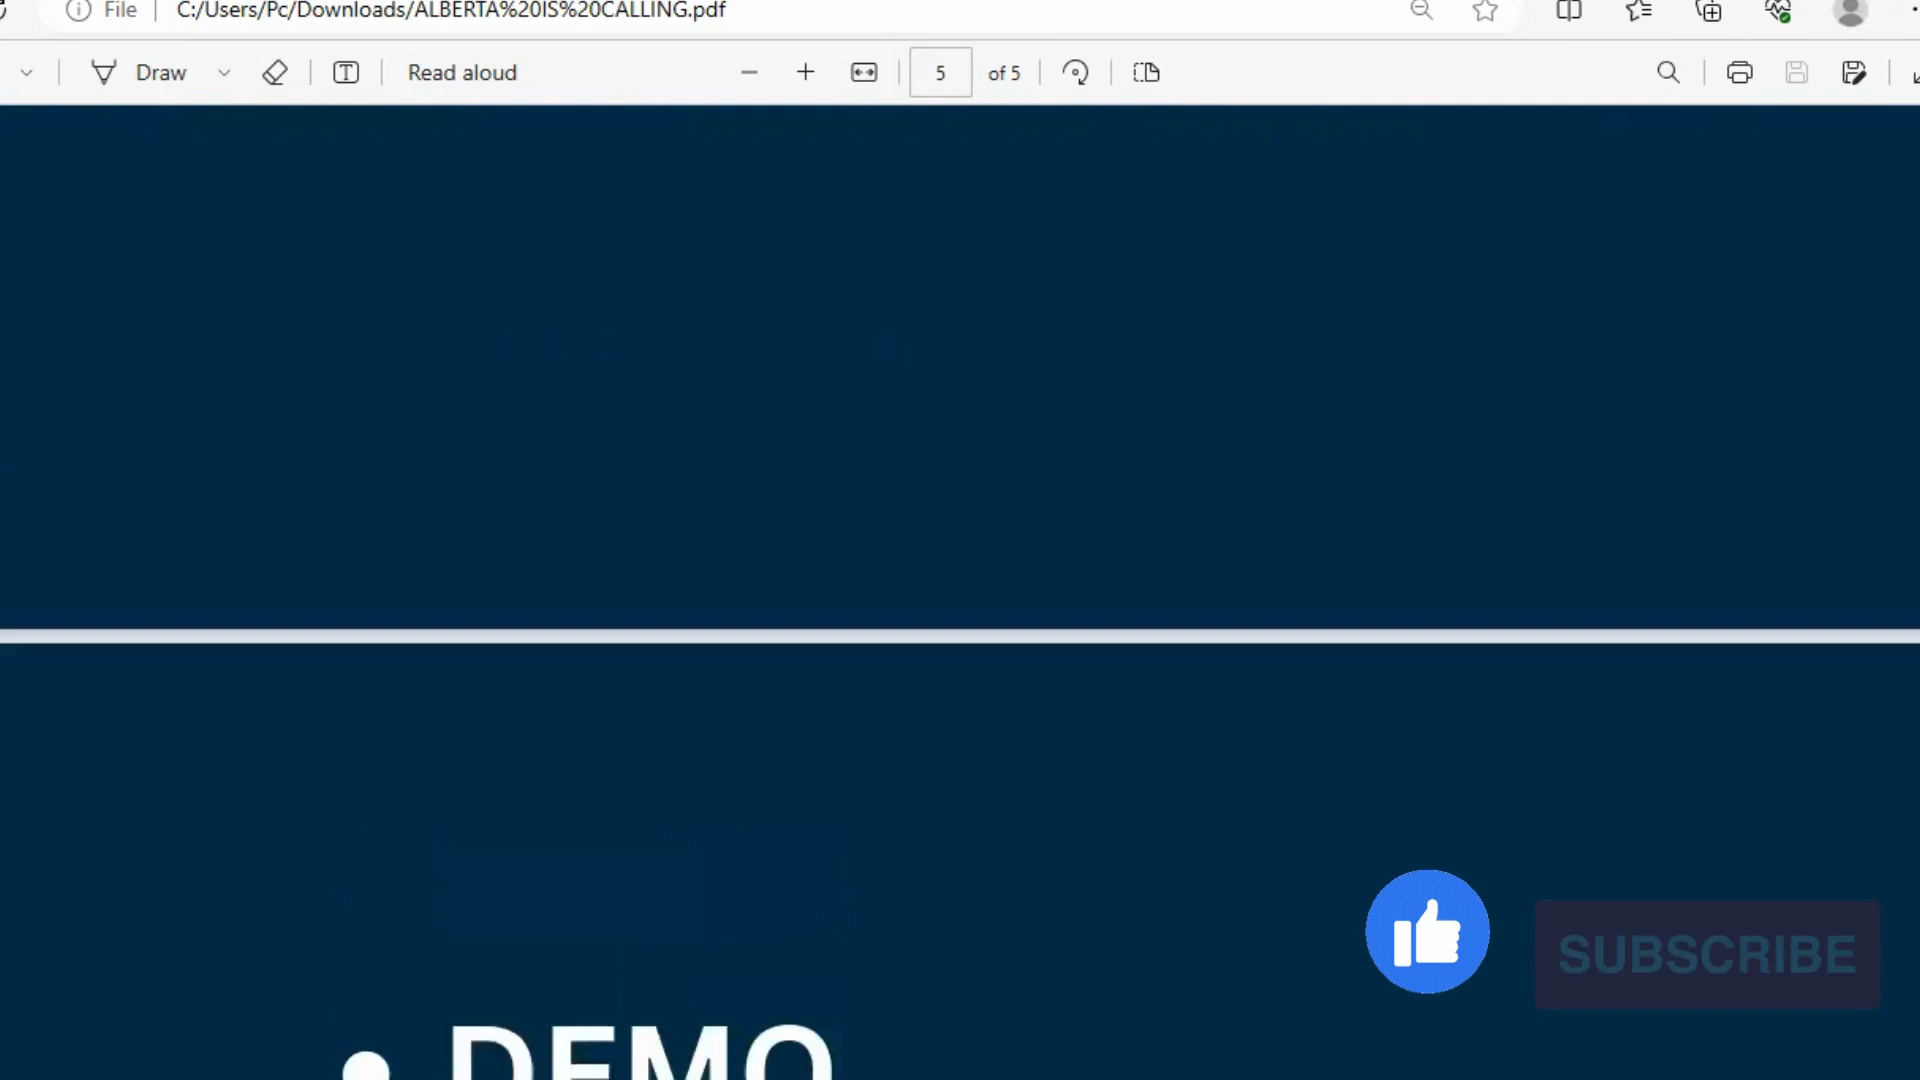 File C:/Users/Pc/Downloads/ALBERTA%20IS%20CALLING.pdf
Draw Read aloud 5 of 5
SUBSCRIBE
• DEMO